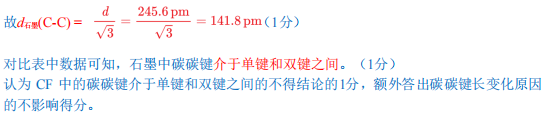 故d石墨(C-C) = d/√3 = 245.6 pm/√3 = 141.8 pm(1分)
对比表中数据可知，石墨中碳碳键介于单键和双键之间。（1分）
认为 CF 中的碳碳键介于单键和双键之间的不得结论的1分，额外答出碳碳键长变化原因
的不影响得分。